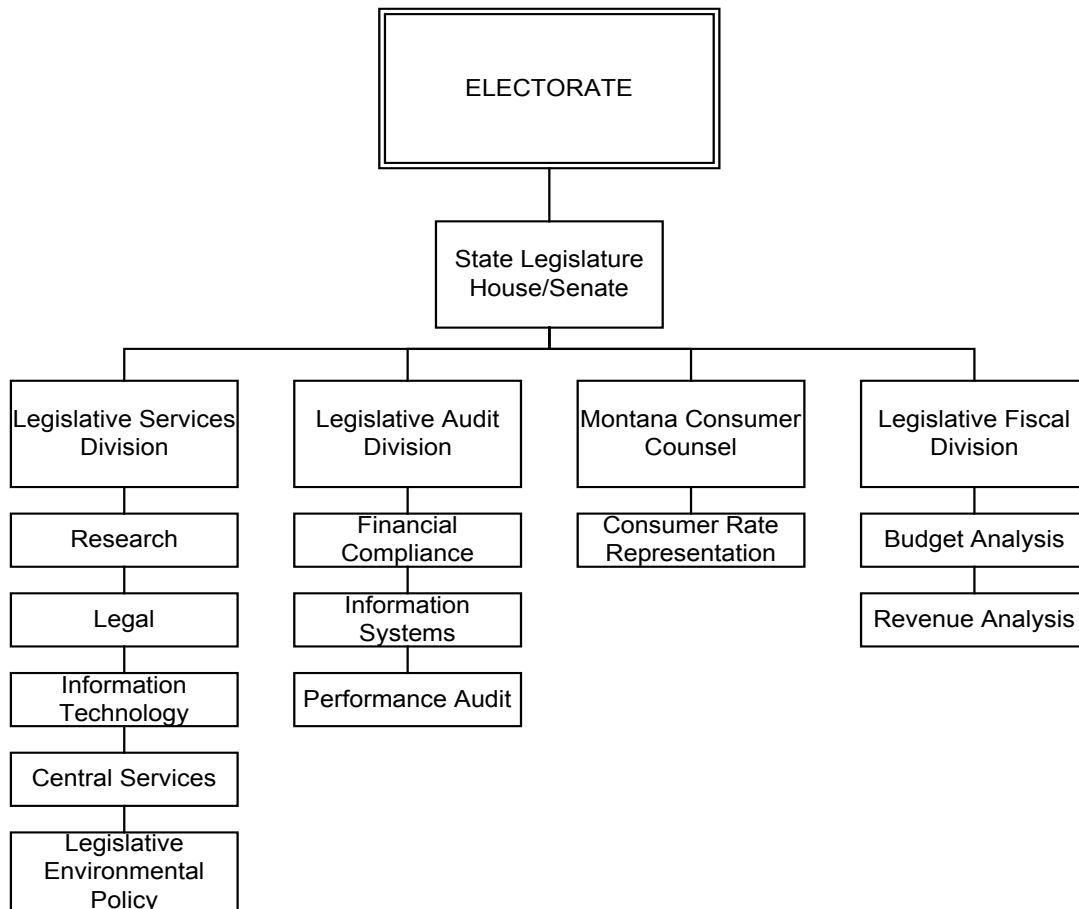 ELECTORATE
State Legislature
House/Senate
Legislative Services
Division
Research
Legal
Information
Technology
Central Services
Legislative
Environmental
Policy
Legislative Audit
Division
Financial
Compliance
Information
Systems
Performance Audit
Montana Consumer
Counsel
Consumer Rate
Representation
Legislative Fiscal
Division
Budget Analysis
Revenue Analysis